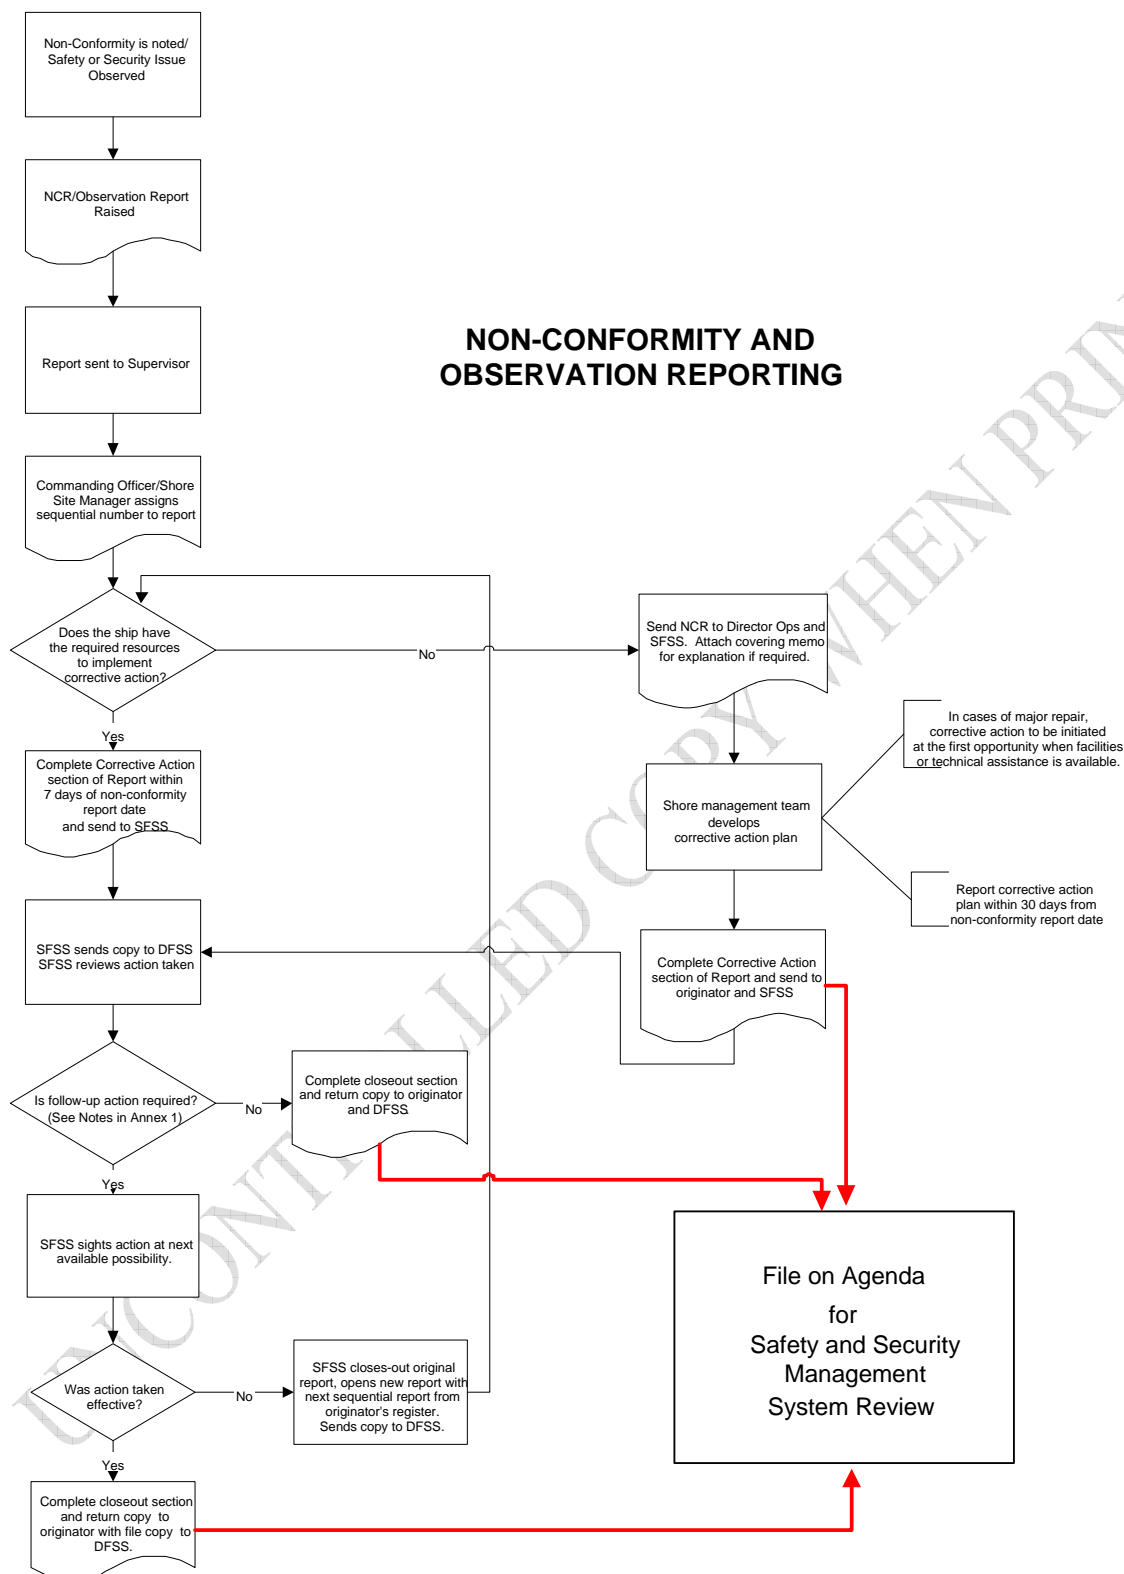 Non-Conformity is noted/
Safety or Security Issue
Observed
NCR/Observation Report
Raised
Report sent to Supervisor
NON-CONFORMITY AND
OBSERVATION REPORTING
Commanding Officer/Shore
Site Manager assigns
sequential number to report
Does the ship have
the required resources
to implement
corrective action?
No
Send NCR to Director Ops and
SFSS. Attach covering memo
for explanation if required.
Yes
In cases of major repair,
corrective action to be initiated
at the first opportunity when facilities
or technical assistance is available.
Complete Corrective Action
section of Report within
7 days of non-conformity
report date
and send to SFSS
Shore management team
develops
corrective action plan
Report corrective action
plan within 30 days from
non-conformity report date
SFSS sends copy to DFSS
SFSS reviews action taken
Complete Corrective Action
section of Report and send to
originator and SFSS
Is follow-up action required?
(See Notes in Annex 1)
No
Complete closeout section
and return copy to originator
and DFSS.
Yes
SFSS sights action at next
available possibility.
File on Agenda
for
Safety and Security
Management
System Review
Was action taken
effective?
No
SFSS closes-out original
report, opens new report with
next sequential report from
originator's register.
Sends copy to DFSS.
Yes
Complete closeout section
and return copy to
originator with file copy to
DFSS.
COPY WHEN